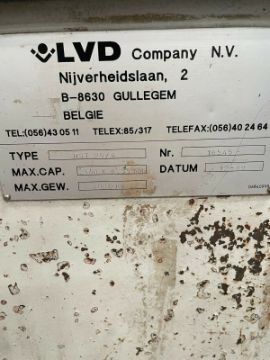 LVD Company N.V.
Nijverheidslaan, 2
B-8630 GULLEGEM
BELGIE
TEL:(056)43 05 11 TELEX:85/317 TELEFAX:(056)40 24 64
TYPE Nr.
MAX.CAP. DATUM
MAX.GEW.